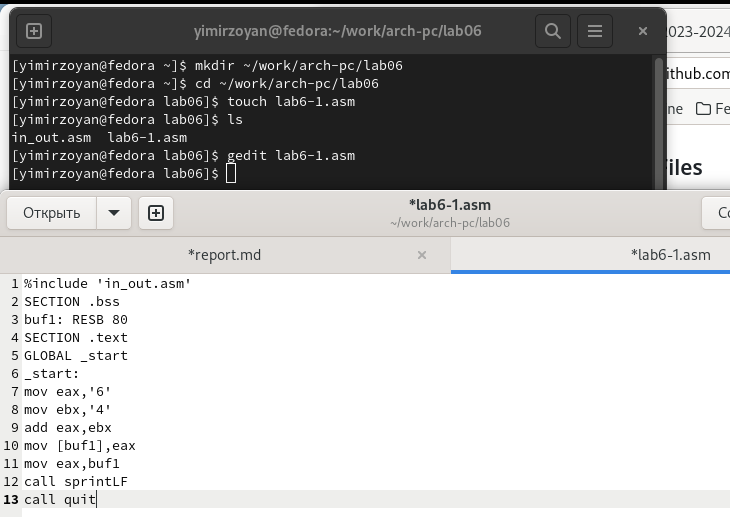 yimirzoyan@fedora:~/work/arch-pc/lab06
2023-2024
[yimirzoyan@fedora ~]$ mkdir ~/work/arch-pc/lab06
[yimirzoyan@fedora ~]$ cd ~/work/arch-pc/lab06
ithub.com
[yimirzoyan@fedora lab06]$ touch lab6-1.asm
[yimirzoyan@fedora lab06]$ ls
in_out.asm  lab6-1.asm
[yimirzoyan@fedora lab06]$ gedit lab6-1.asm
[yimirzoyan@fedora lab06]$
Открыть
*lab6-1.asm
~/work/arch-pc/lab06
*report.md
*lab6-1.asm
1 %include 'in_out.asm'
2 SECTION .bss
3 buf1: RESB 80
4 SECTION .text
5 GLOBAL _start
6 _start:
7 mov eax,'6'
8 mov ebx,'4'
9 add eax,ebx
10 mov [buf1],eax
11 mov eax,buf1
12 call sprintLF
13 call quit